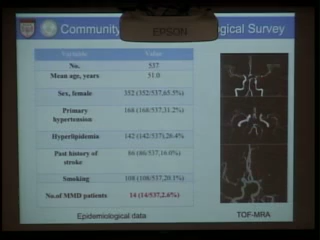 Community
EPSON
ogical Survey
Variable Value
No. 537
Mean age, years 51.0
Sex, female 352 (352/537,65.5%)
Primary
hypertension
168 (168/537,31.2%)
Hyperlipidemia 142 (142/537),26.4%
Past history of
stroke
86 (86/537,16.0%)
Smoking 108 (108/537,20.1%)
No.of MMD patients 14 (14/537,2.6%)
Epidemiological data
TOF-MRA